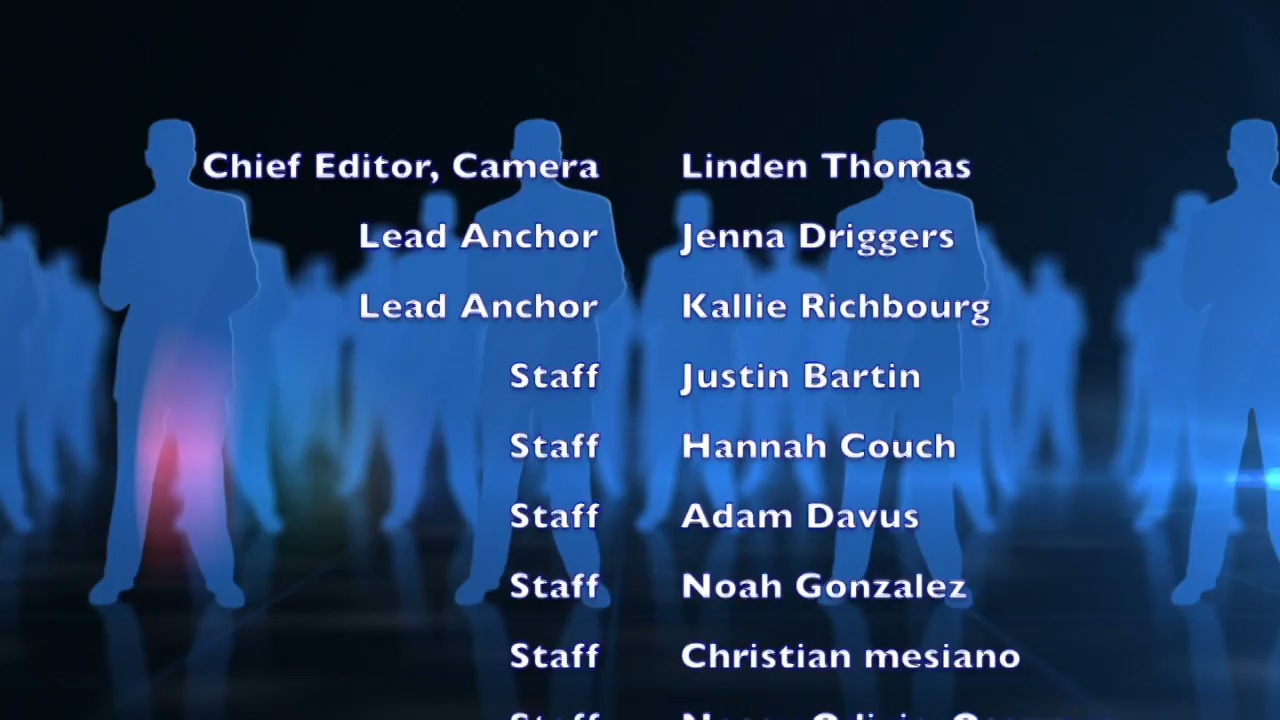 Chief Editor, Camera Linden Thomas
Lead Anchor Jenna Driggers
Lead Anchor Kallie Richbourg
Staff Justin Bartin
Staff Hannah Couch
Staff Adam Davus
Staff Noah Gonzalez
Staff Christian mesiano
Staff